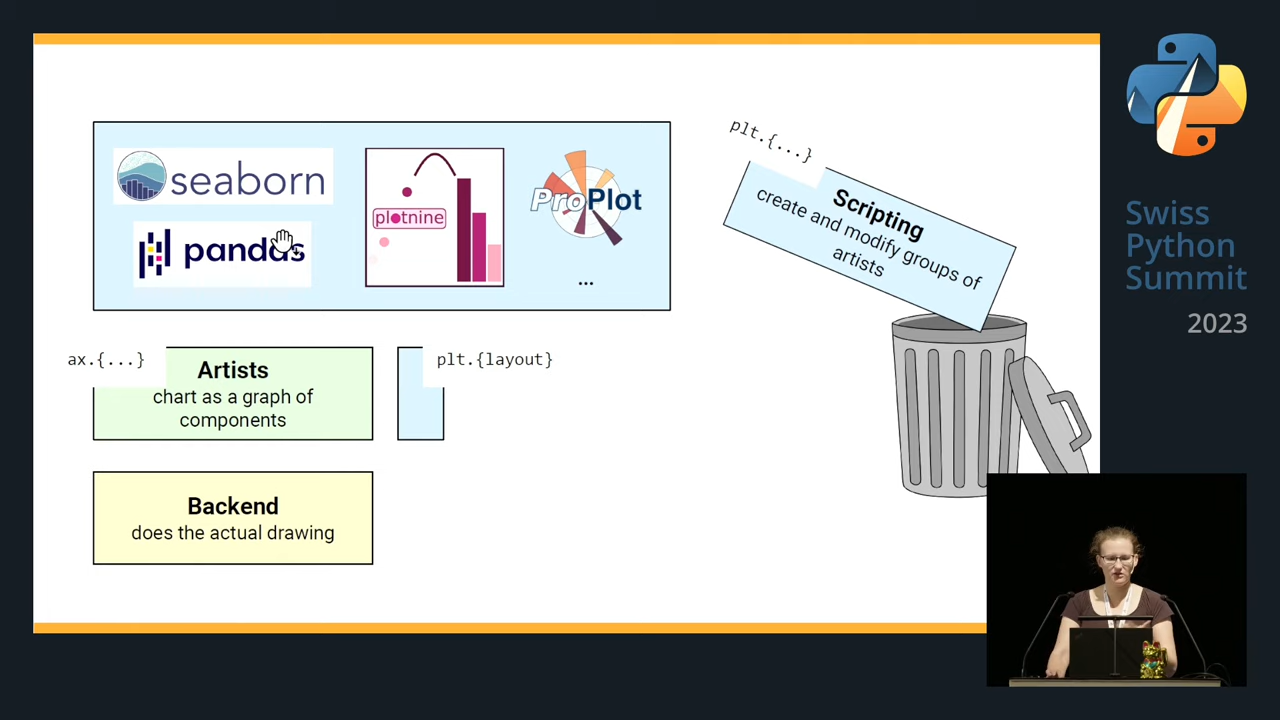 seaborn
pandas
plotnine
ProPlot
...
plt.{...}
Scripting
create and modify groups of
artists
ax.{...}
Artists
chart as a graph of
components
plt.{layout}
Backend
does the actual drawing
Swiss
Python
Summit
2023